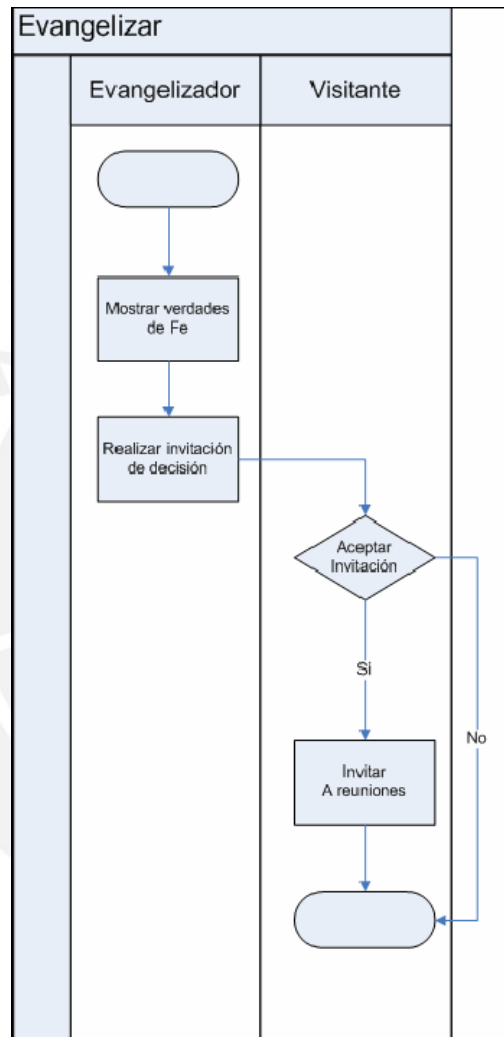 Evangelizar
Evangelizador
Visitante
Mostrar verdades
de Fe
Realizar invitación
de decisión
Aceptar
Invitación
Si
No
Invitar
A reuniones